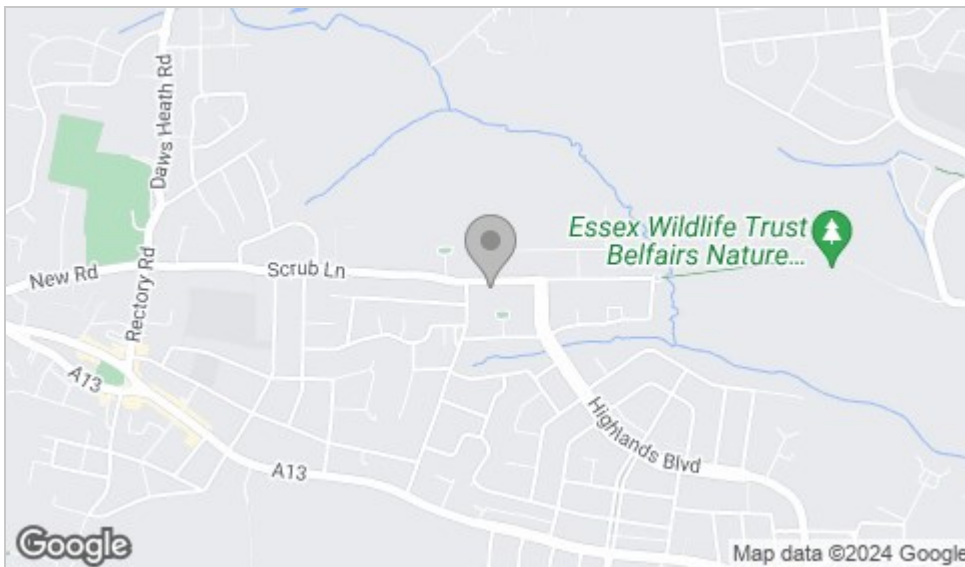 Daws Heath Rd
Essex Wildlife Trust
Belfairs Nature...
New Rd
Scrub Ln
Rectory Rd
A13
Highlands Blvd
A13
Google
Map data ©2024 Google